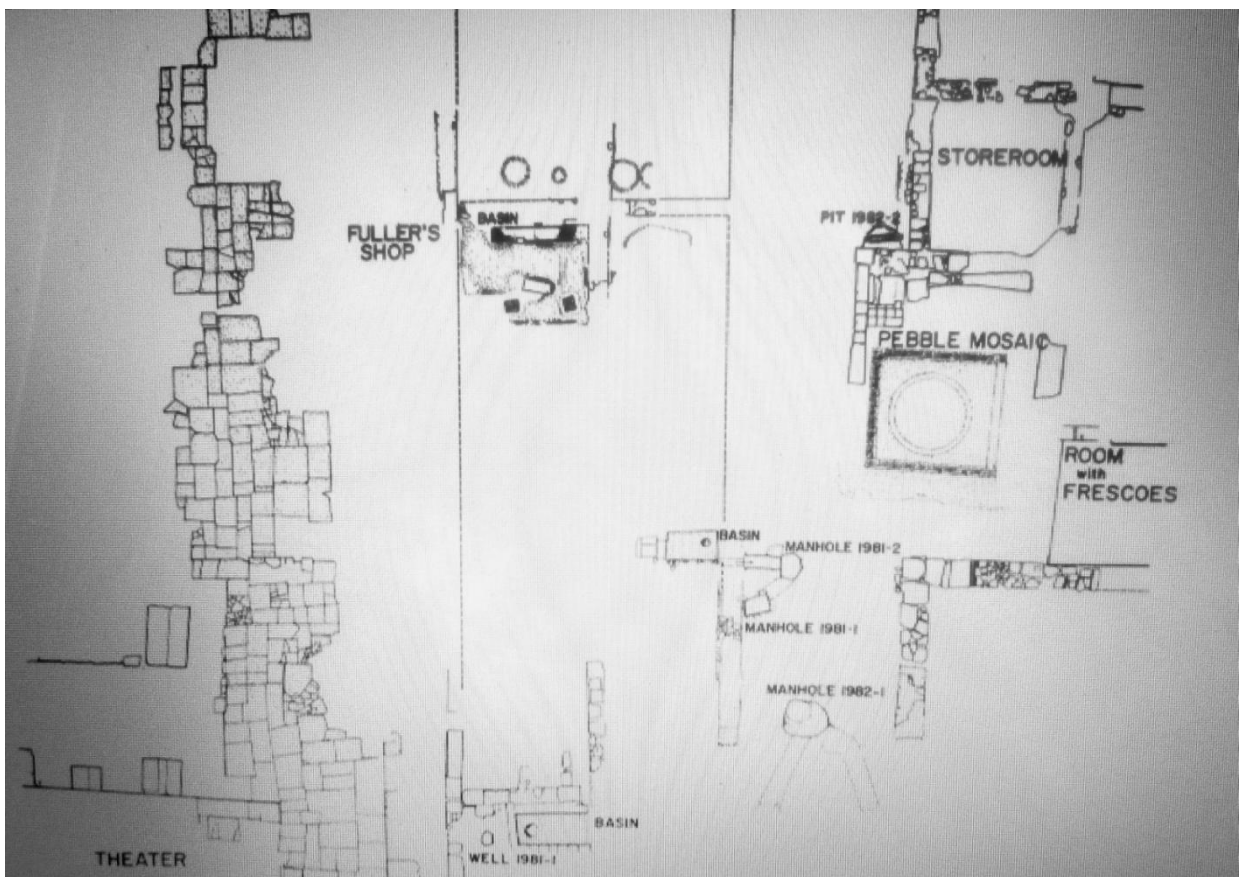 STOREROOM
PIT 1982-2
BASIN
FULLER'S
SHOP
PEBBLE MOSAIC
ROOM
with
FRESCOES
BASIN
MANHOLE 1981-2
MANHOLE 1981-1
MANHOLE 1982-1
BASIN
WELL 1981-1
THEATER